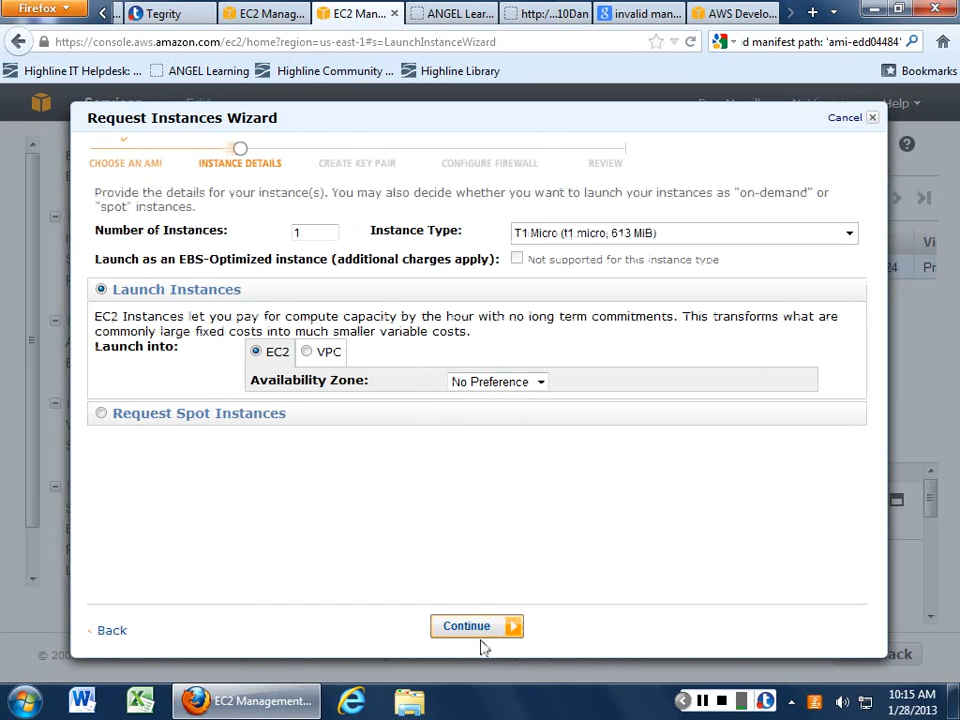 Firefox
Tegrity
EC2 Manag...
EC2 Man...
ANGEL Lear...
http:/...10Dan
invalid man...
AWS Develo...
https://console.aws.amazon.com/ec2/home?region=us-east-1#s=LaunchInstanceWizard
d manifest path: 'ami-edd04484'
Highline IT Helpdesk: ...
ANGEL Learning
Highline Community ...
Highline Library
Bookmarks
Help
Request Instances Wizard
Cancel
CHOOSE AN AMI
INSTANCE DETAILS
CREATE KEY PAIR
CONFIGURE FIREWALL
REVIEW
Provide the details for your instance(s). You may also decide whether you want to launch your instances as "on-demand" or
"spot" instances.
Number of Instances:
1
Instance Type:
T1 Micro (t1.micro, 613 MiB)
Launch as an EBS-Optimized instance (additional charges apply):
Not supported for this instance type
Launch Instances
EC2 Instances let you pay for compute capacity by the hour with no long term commitments. This transforms what are
commonly large fixed costs into much smaller variable costs.
Launch into:
EC2
VPC
Availability Zone:
No Preference
Request Spot Instances
Back
Continue
EC2 Management...
10:15 AM
1/28/2013